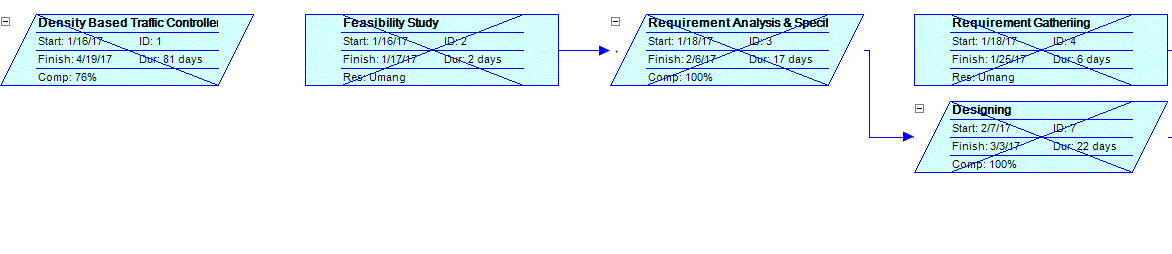 Density Based Traffic Controller
Start: 1/16/17 ID: 1
Finish: 4/19/17 Dur: 81 days
Comp: 76%
Feasibility Study
Start: 1/16/17 ID: 2
Finish: 1/17/17 Dur: 2 days
Res: Umang
Requirement Analysis & Specif
Start: 1/18/17 ID: 3
Finish: 2/6/17 Dur: 17 days
Comp: 100%
Requirement Gathering
Start: 1/18/17 ID: 4
Finish: 1/25/17 Dur: 6 days
Res: Umang
Designing
Start: 2/7/17 ID: 7
Finish: 3/3/17 Dur: 22 days
Comp: 100%